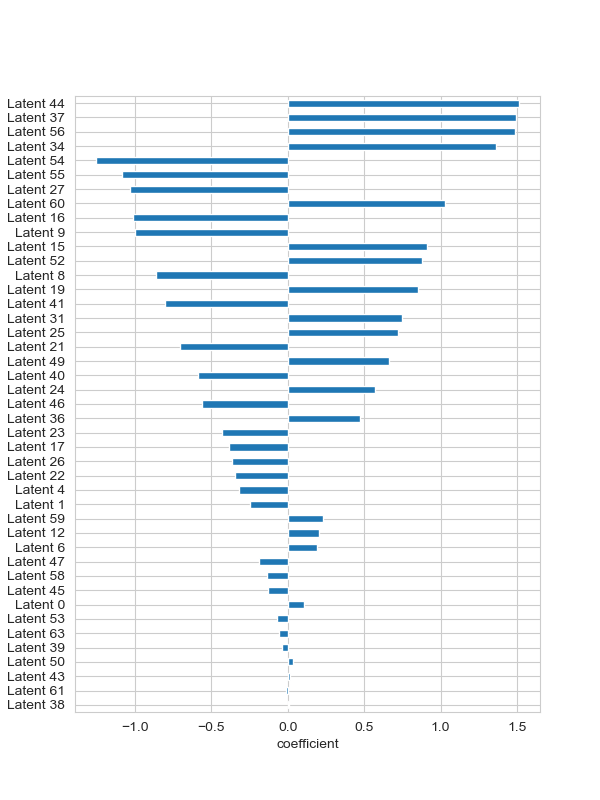 Latent 44
Latent 37
Latent 56
Latent 34
Latent 54
Latent 55
Latent 27
Latent 60
Latent 16
Latent 9
Latent 15
Latent 52
Latent 8
Latent 19
Latent 41
Latent 31
Latent 25
Latent 21
Latent 49
Latent 40
Latent 24
Latent 46
Latent 36
Latent 23
Latent 17
Latent 26
Latent 22
Latent 4
Latent 1
Latent 59
Latent 12
Latent 6
Latent 47
Latent 58
Latent 45
Latent 0
Latent 53
Latent 63
Latent 39
Latent 50
Latent 43
Latent 61
Latent 38
−1.0 −0.5 0.0 0.5 1.0 1.5
coefficient